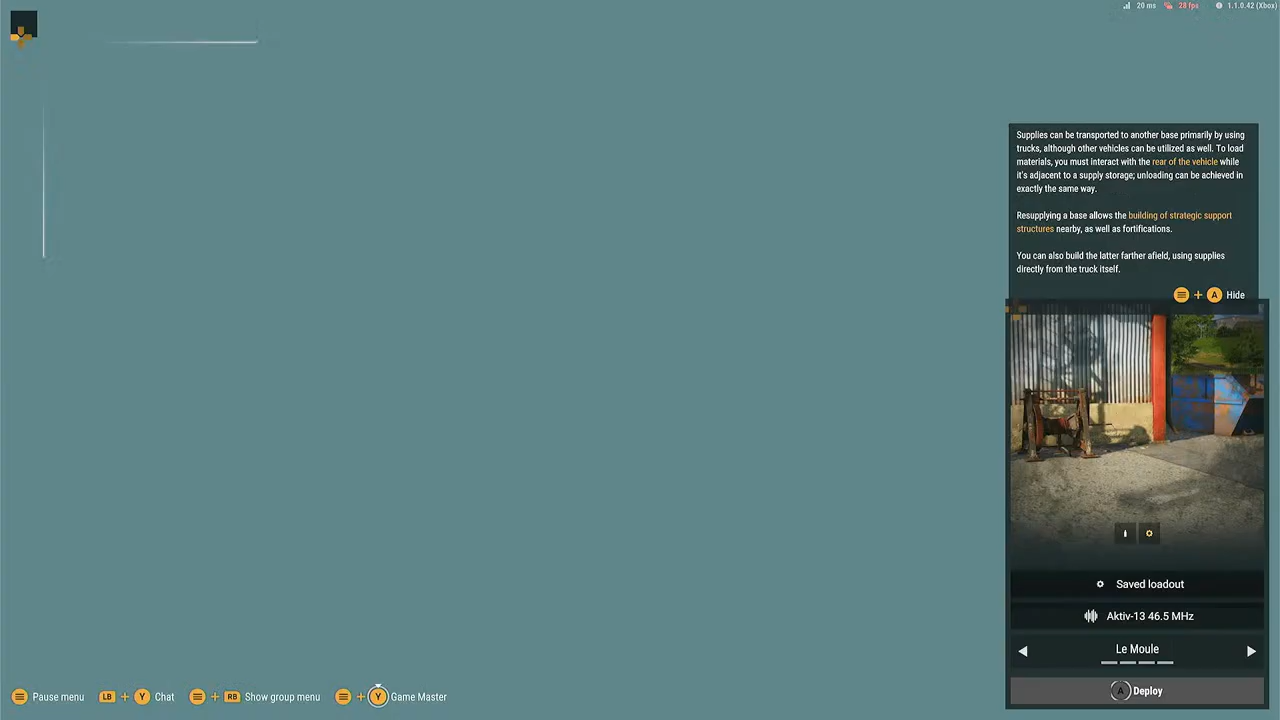 20 ms 28 fps 1.1.0.42 (Xbox)
Supplies can be transported to another base primarily by using
trucks, although other vehicles can be utilized as well. To load
materials, you must interact with the rear of the vehicle while
it's adjacent to a supply storage; unloading can be achieved in
exactly the same way.
Resupplying a base allows the building of strategic support
structures nearby, as well as fortifications.
You can also build the latter farther afield, using supplies
directly from the truck itself.
+ A Hide
Saved loadout
Aktiv-13 46.5 MHz
Le Moule
A Deploy
Pause menu LB + Y Chat + RB Show group menu + Y Game Master